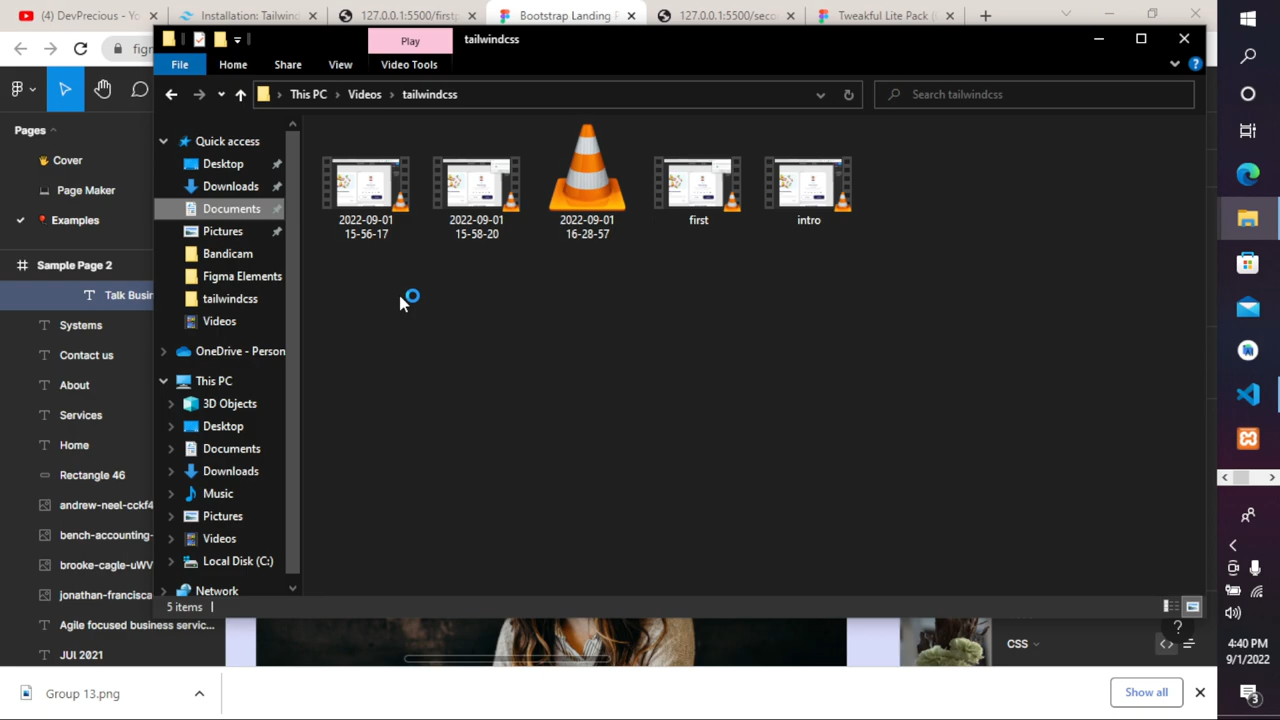 (4) DevPrecious - Yo
Installation: Tailwind
127.0.0.1:5500/firstp
Bootstrap Landing P
127.0.0.1:5500/seco
Tweakful Lite Pack (
Play
tailwindcss
File
Home
Share
View
Video Tools
This PC
Videos
tailwindcss
Search tailwindcss
figr
Pages
Cover
Page Maker
Examples
Sample Page 2
Talk Busir
Systems
Contact us
About
Services
Home
Rectangle 46
andrew-neel-cckf4
bench-accounting-
brooke-cagle-uWV
jonathan-francisca
Agile focused business servic...
JUl 2021
Quick access
Desktop
Downloads
Documents
Pictures
Bandicam
Figma Elements
tailwindcss
Videos
OneDrive - Person
This PC
3D Objects
Desktop
Documents
Downloads
Music
Pictures
Videos
Local Disk (C:)
Network
2022-09-01
15-56-17
2022-09-01
15-58-20
2022-09-01
16-28-57
first
intro
5 items
CSS
?
4:40 PM
9/1/2022
3
Group 13.png
Show all